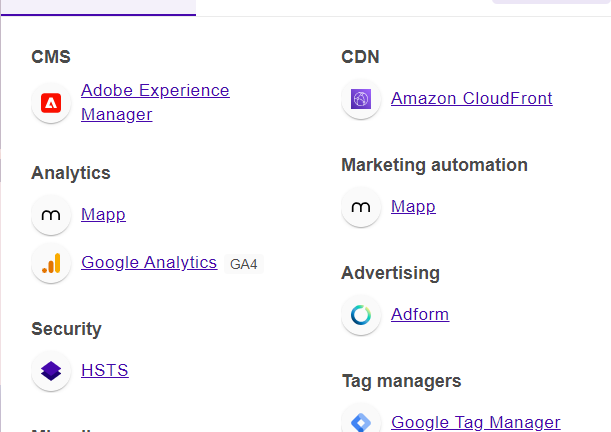 CMS
Adobe Experience
Manager
Analytics
Mapp
Google Analytics GA4
Security
HSTS
CDN
Amazon CloudFront
Marketing automation
Mapp
Advertising
Adform
Tag managers
Google Tag Manager